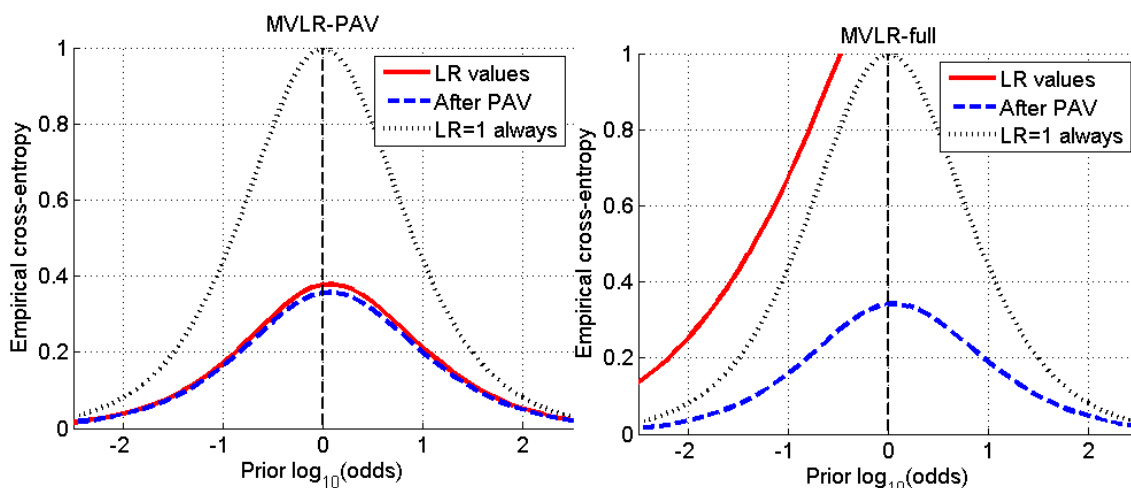 MVLR-PAV
1
0.8
0.6
0.4
0.2
0
Empirical cross-entropy
LR values
After PAV
LR=1 always
-2
-1
0
1
2
Prior log10(odds)
MVLR-full
1
0.8
0.6
0.4
0.2
0
Empirical cross-entropy
LR values
After PAV
LR=1 always
-2
-1
0
1
2
Prior log10(odds)